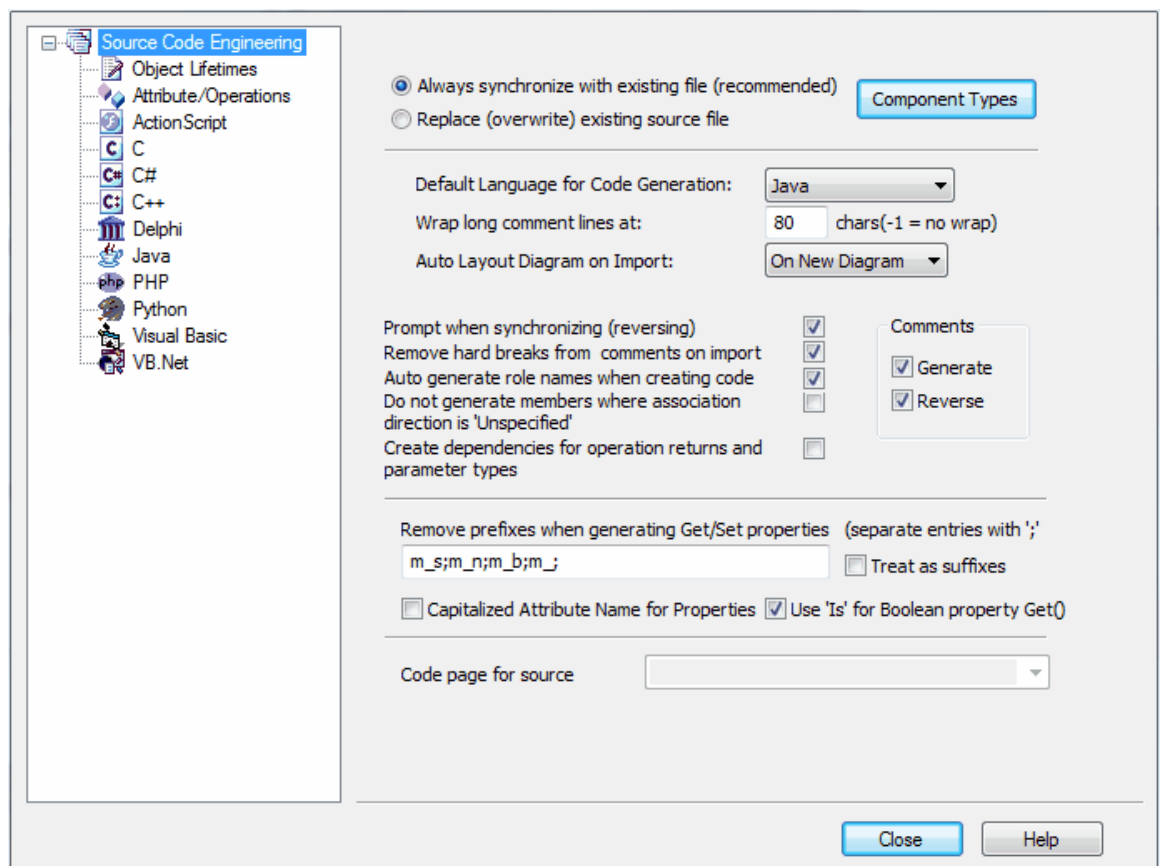 Source Code Engineering
Object Lifetimes
Attribute/Operations
ActionScript
C
C#
C++
Delphi
Java
PHP
Python
Visual Basic
VB.Net
Always synchronize with existing file (recommended)
Component Types
Replace (overwrite) existing source file
Default Language for Code Generation: Java
Wrap long comment lines at: 80 chars(-1 = no wrap)
Auto Layout Diagram on Import: On New Diagram
Prompt when synchronizing (reversing)
Remove hard breaks from  comments on import
Auto generate role names when creating code
Do not generate members where association
direction is 'Unspecified'
Create dependencies for operation returns and
parameter types
Comments
Generate
Reverse
Remove prefixes when generating Get/Set properties (separate entries with ';'
m_s;m_n;m_b;m_;
Treat as suffixes
Capitalized Attribute Name for Properties Use 'Is' for Boolean property Get()
Code page for source
Close Help